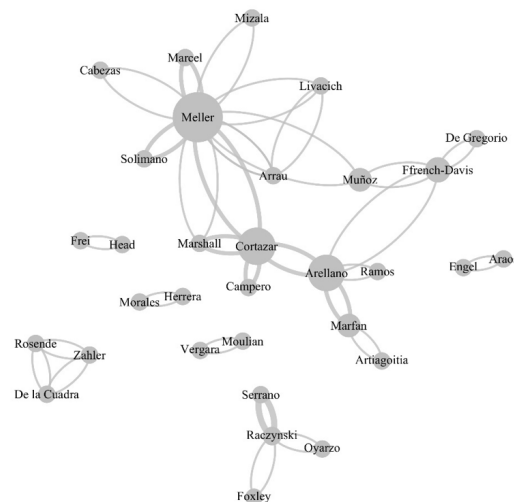 Mizala
Marcel
Cabezas
Livacich
Meller
De Gregorio
Solimano
Arrau
Muñoz
Ffrench-Davis
Frei
Head
Marshall
Cortazar
Arao
Engel
Arellano
Ramos
Campero
Morales
Herrera
Marfan
Rosende
Zahler
Vergara
Moulian
Artiagoitia
De la Cuadra
Serrano
Raczynski
Oyarzo
Foxley